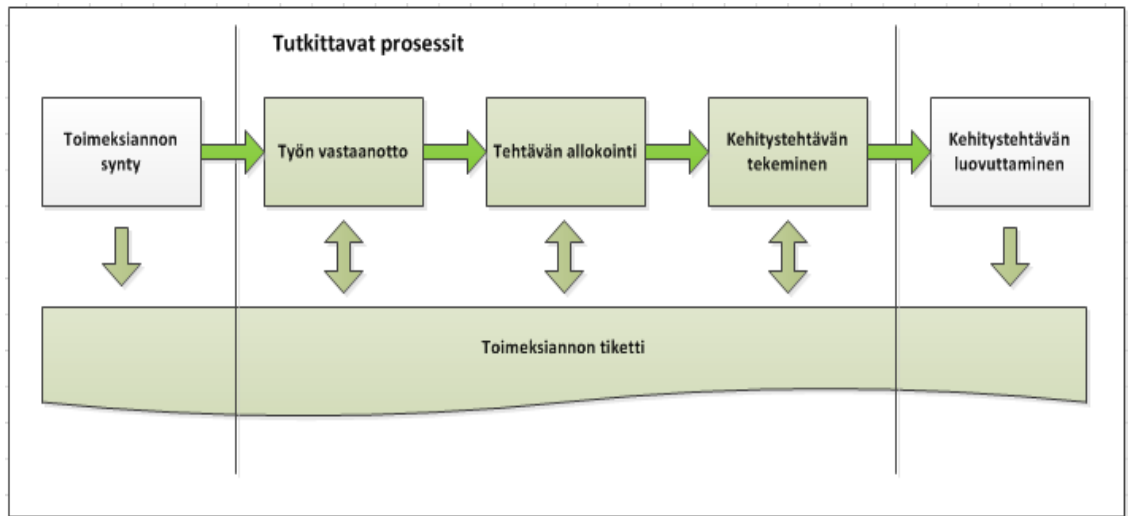 Tutkittavat prosessit
Toimeksiannon
synty
Työn vastaanotto
Tehtävän allokointi
Kehitystehtävän
tekeminen
Kehitystehtävän
luovuttaminen
Toimeksiannon tiketti